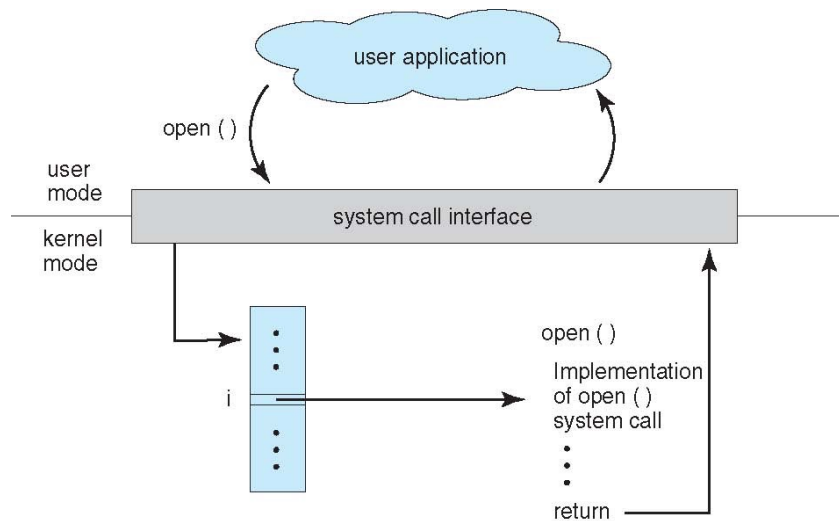 user application
open ( )
user
mode
system call interface
kernel
mode
open ( )
i
Implementation
of open ( )
system call
return